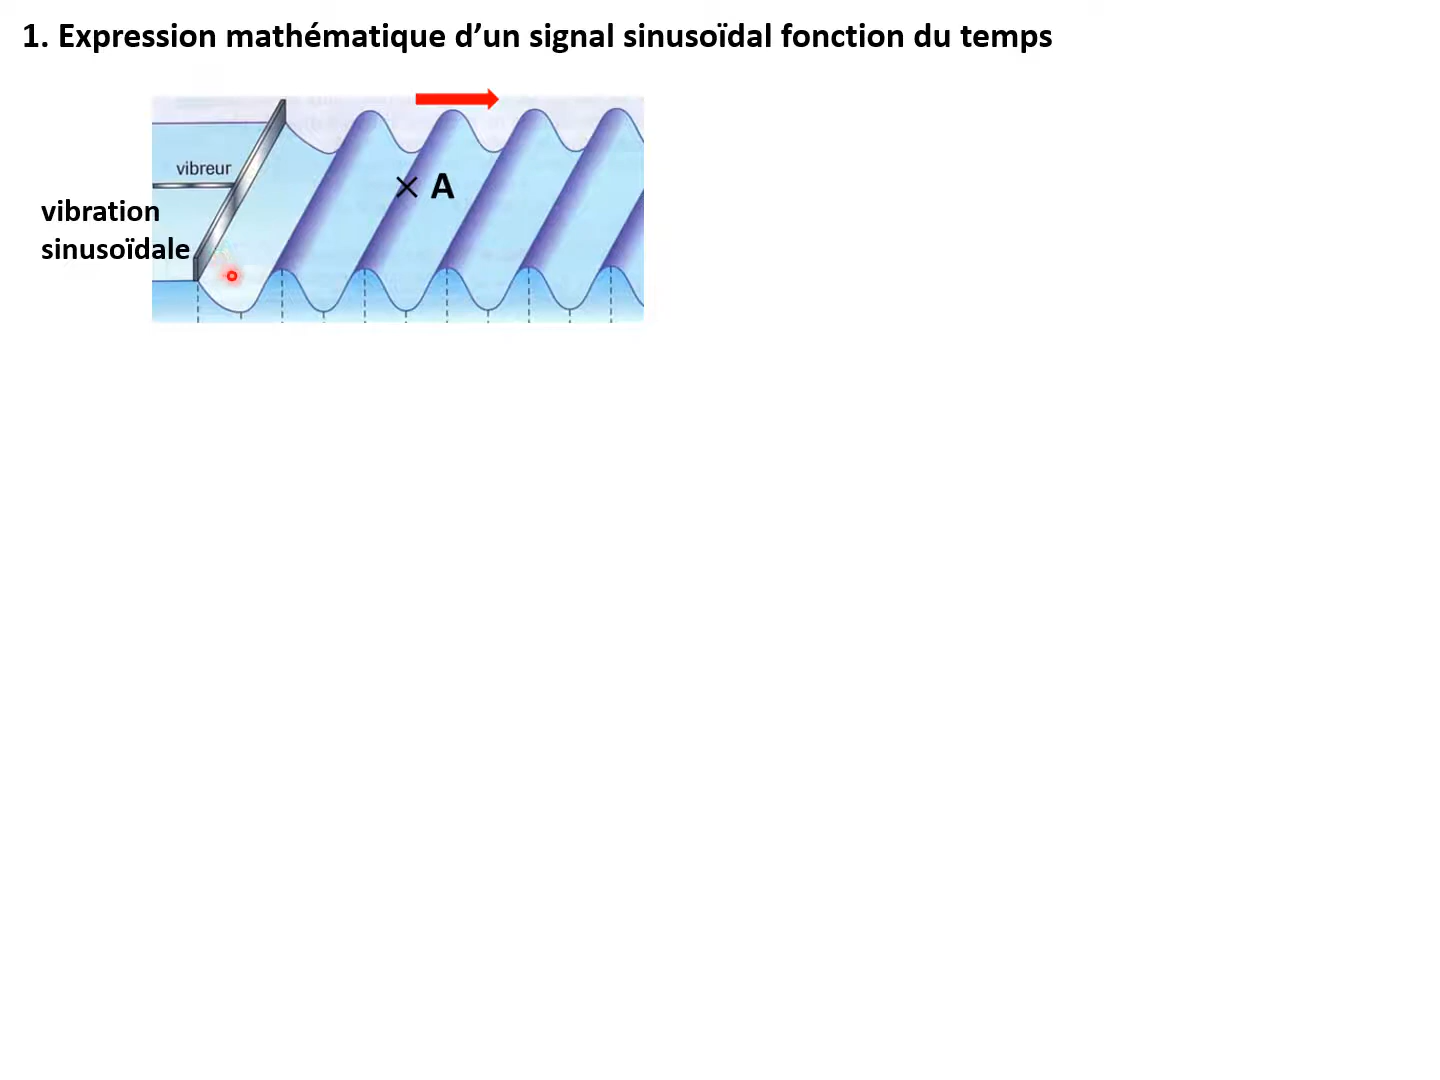 1. Expression mathématique d’un signal sinusoïdal fonction du temps
vibreur
A
vibration
sinusoïdale